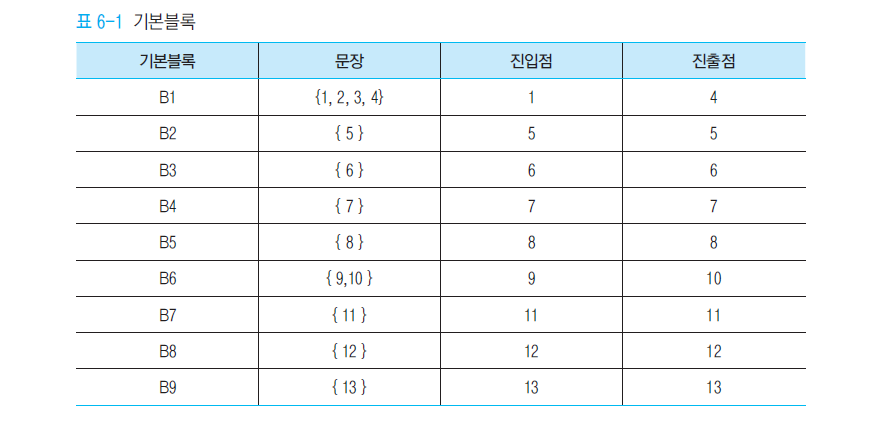 표 6-1 기본블록
기본블록 문장 진입점 진출점
B1 {1, 2, 3, 4} 1 4
B2 { 5 } 5 5
B3 { 6 } 6 6
B4 { 7 } 7 7
B5 { 8 } 8 8
B6 { 9,10 } 9 10
B7 { 11 } 11 11
B8 { 12 } 12 12
B9 { 13 } 13 13